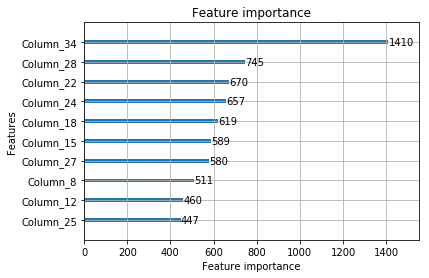 Feature importance
Column_34 1410
Column_28 745
Column_22 670
Column_24 657
Column_18 619
Column_15 589
Column_27 580
Column_8 511
Column_12 460
Column_25 447
Features
0 200 400 600 800 1000 1200 1400
Feature importance